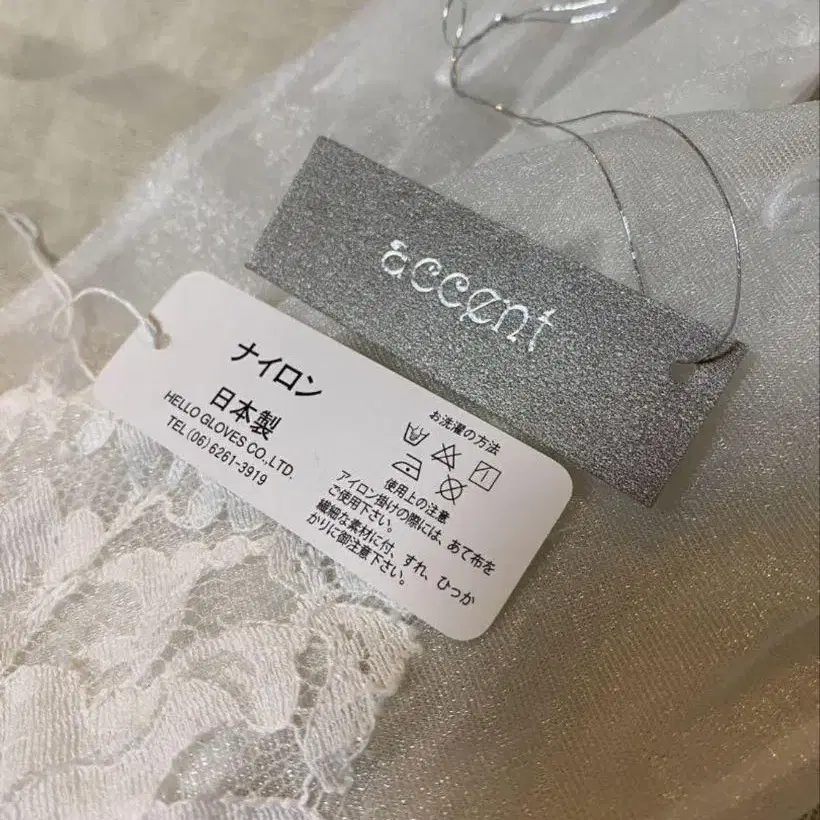 accent
ナイロン
日本製
HELLO GLOVES CO.,LTD.
TEL (06) 6261-3919
お洗濯の方法
使用上の注意
アイロン掛けの際には、あて布を
ご使用下さい。
繊細な素材に付、すれ、ひっか
かりに御注意下さい。